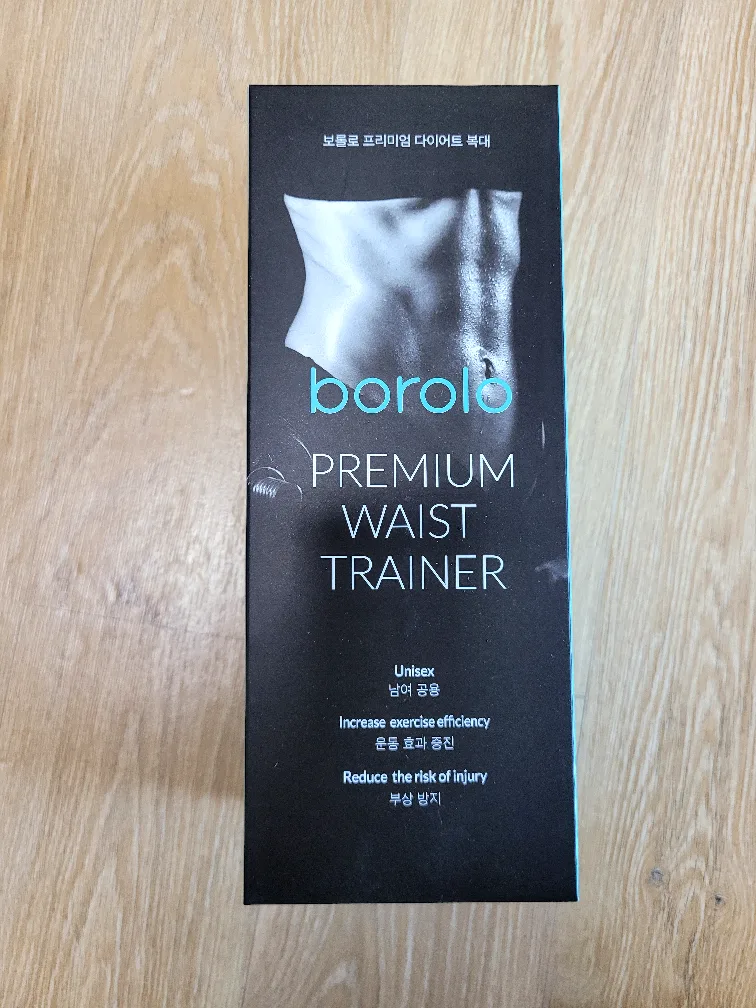 보롤로 프리미엄 다이어트 복대
borolo
PREMIUM
WAIST
TRAINER
Unisex
남여 공용
Increase exercise efficiency
운동 효과 증진
Reduce the risk of injury
부상 방지